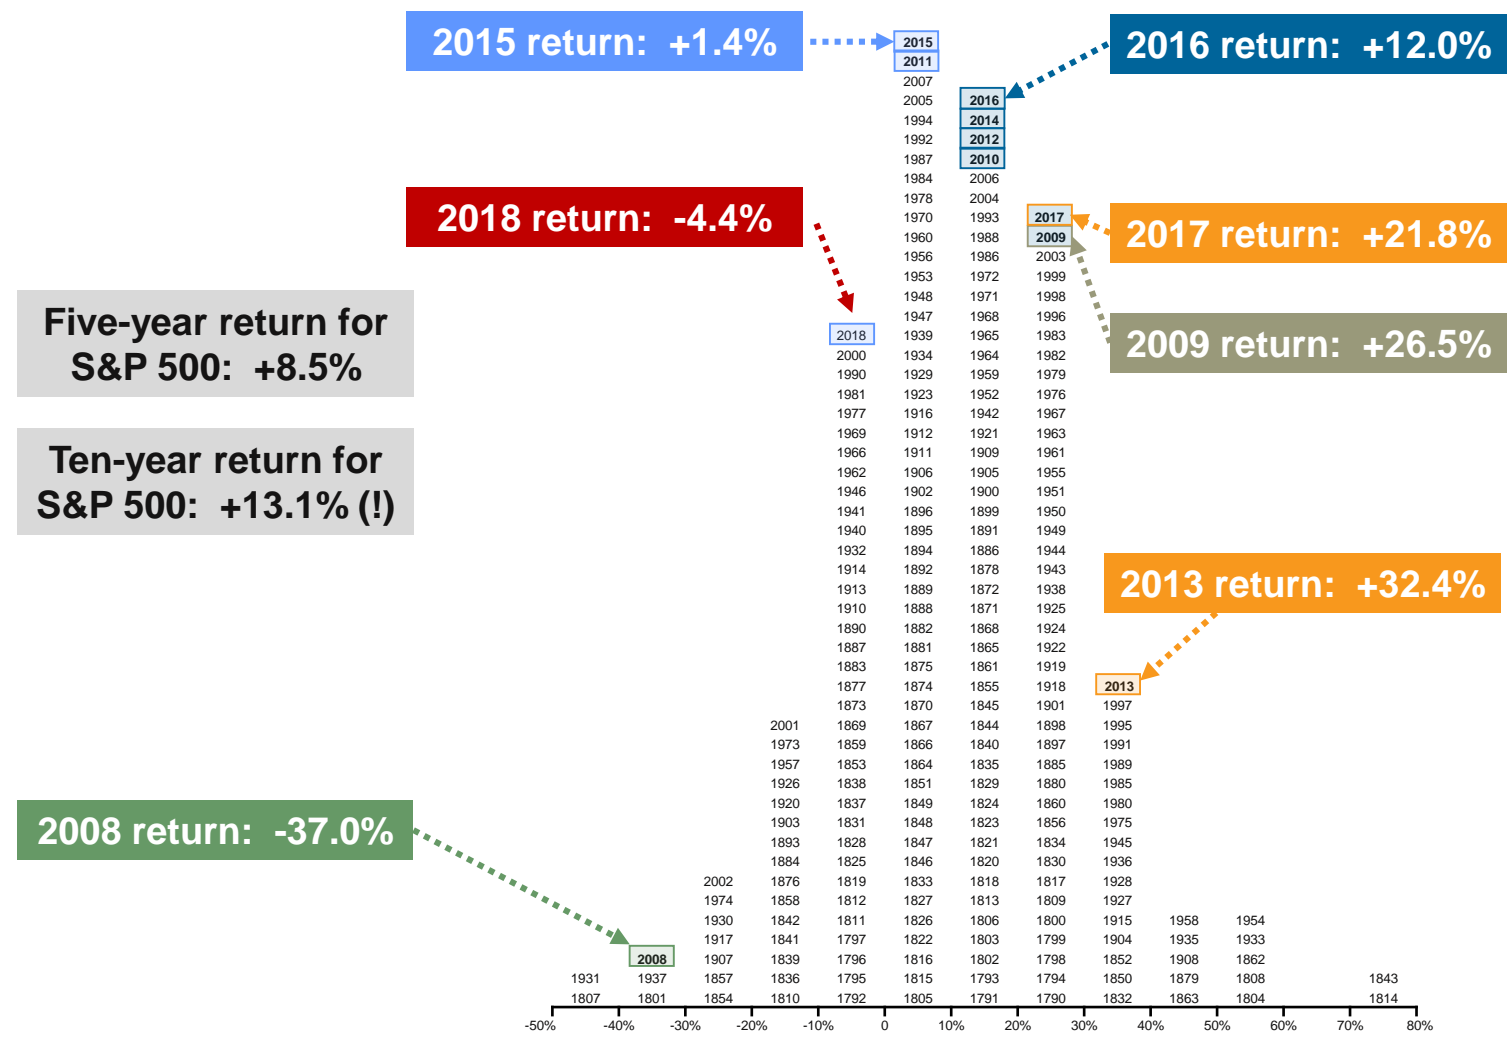 2015 return: +1.4%
2016 return: +12.0%
2018 return: -4.4%
2017 return: +21.8%
2009 return: +26.5%
Five-year return for
S&P 500: +8.5%
Ten-year return for
S&P 500: +13.1% (!)
2013 return: +32.4%
2008 return: -37.0%
2015
2011
2007
2005 2016
1994 2014
1992 2012
1987 2010
1984 2006
1978 2004
1970 1993 2017
1960 1988 2009
1956 1986 2003
1953 1972 1999
1948 1971 1998
1947 1968 1996
2018 1939 1965 1983
2000 1934 1964 1982
1990 1929 1959 1979
1981 1923 1952 1976
1977 1916 1942 1967
1969 1912 1921 1963
1966 1911 1909 1961
1962 1906 1905 1955
1946 1902 1900 1951
1941 1896 1899 1950
1940 1895 1891 1949
1932 1894 1886 1944
1914 1892 1878 1943
1913 1889 1872 1938
1910 1888 1871 1925
1890 1882 1868 1924
1887 1881 1865 1922
1883 1875 1861 1919
1877 1874 1855 1918 2013
1873 1870 1845 1901 1997
2001 1869 1867 1844 1898 1995
1973 1859 1866 1840 1897 1991
1957 1853 1864 1835 1885 1989
1926 1838 1851 1829 1880 1985
1920 1837 1849 1824 1860 1980
1903 1831 1848 1823 1856 1975
1893 1828 1847 1821 1834 1945
1884 1825 1846 1820 1830 1936
2002 1876 1819 1833 1818 1817 1928
1974 1858 1812 1827 1813 1809 1927
1930 1842 1811 1826 1806 1800 1915 1958 1954
1917 1841 1797 1822 1803 1799 1904 1935 1933
2008 1907 1839 1796 1816 1802 1798 1852 1908 1862
1931 1937 1857 1836 1795 1815 1793 1794 1850 1879 1808 1843
1807 1801 1854 1810 1792 1805 1791 1790 1832 1863 1804 1814
-50% -40% -30% -20% -10% 0 10% 20% 30% 40% 50% 60% 70% 80%